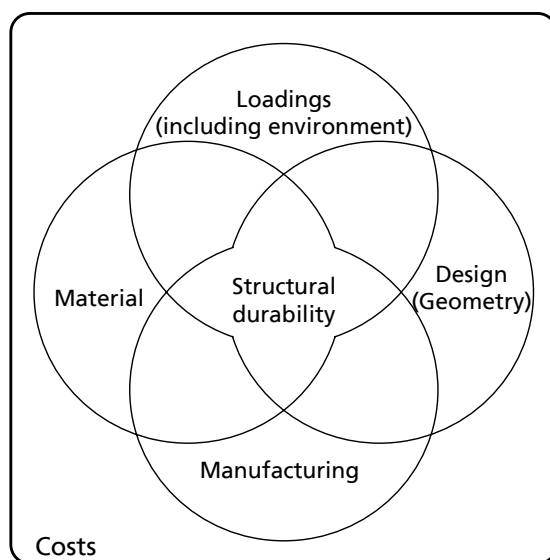 Loadings
(including environment)
Material
Structural
durability
Design
(Geometry)
Manufacturing
Costs